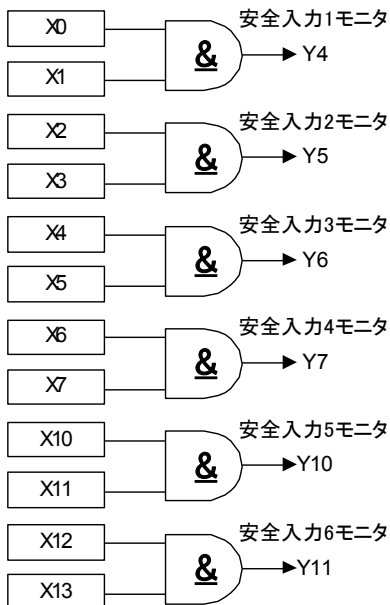 安全入力1モニタ
X0
&
Y4
X1
安全入力2モニタ
X2
&
Y5
X3
安全入力3モニタ
X4
&
Y6
X5
安全入力4モニタ
X6
&
Y7
X7
安全入力5モニタ
X10
&
Y10
X11
安全入力6モニタ
X12
&
Y11
X13